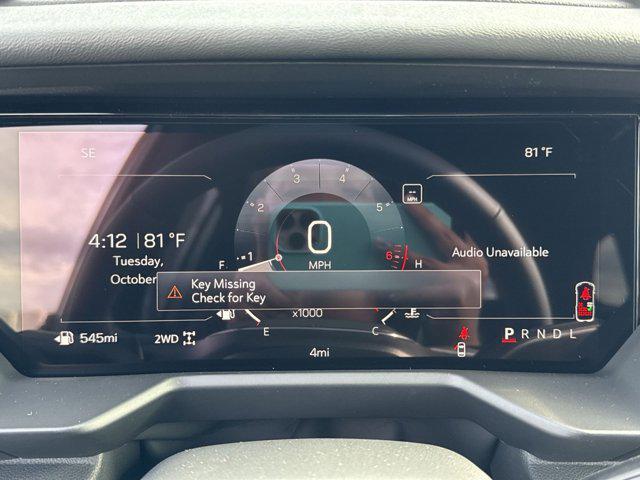 SE
81 °F
3
4
2
5
--
MPH
4:12 81 °F
0
1
6
Tuesday,
October
MPH
F
H
Audio Unavailable
Key Missing
Check for Key
x1000
E
C
545mi
2WD
4mi
P R N D L